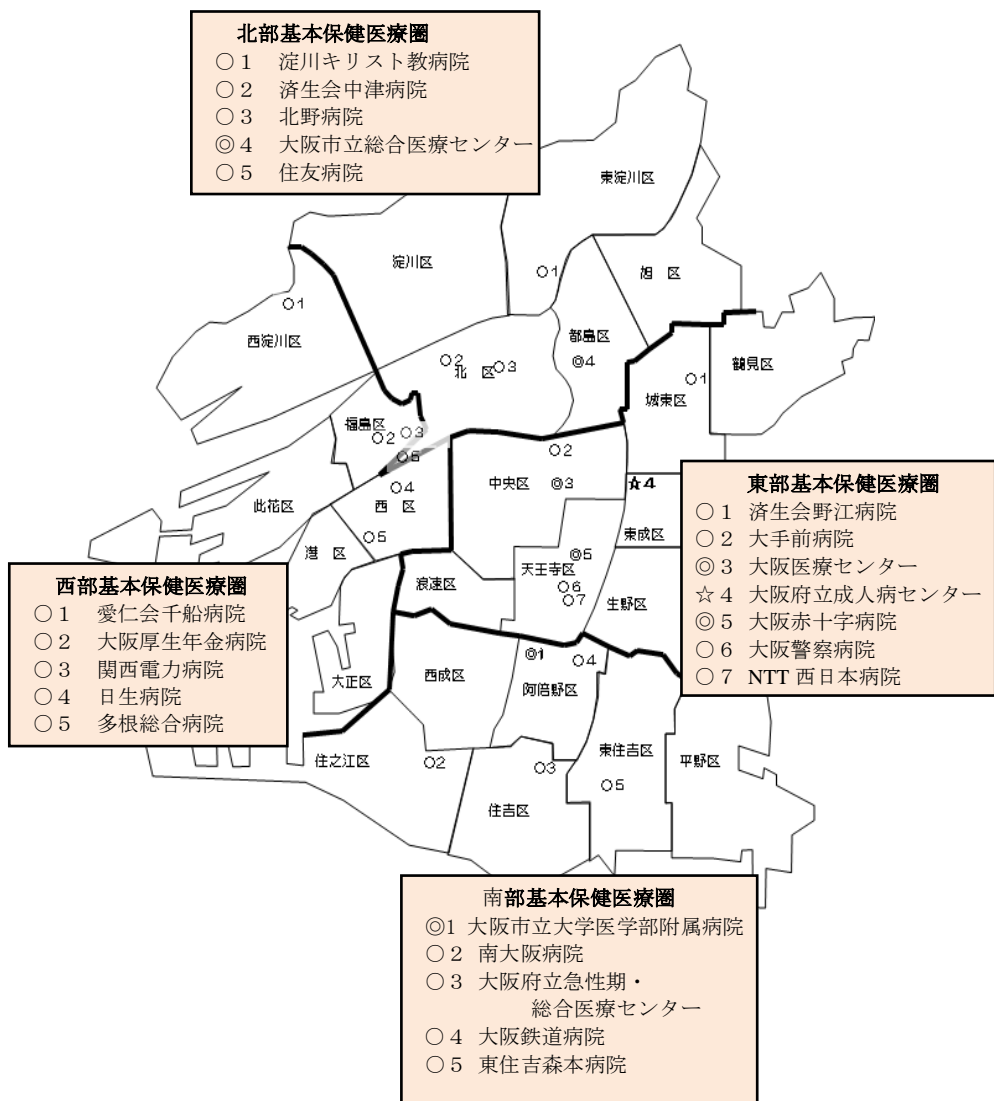 北部基本保健医療圏
○1 淀川キリスト教病院
○2 済生会中津病院
○3 北野病院
◎4 大阪市立総合医療センター
○5 住友病院
東淀川区
淀川区
○1
旭 区
○1
西淀川区
都島区
◎4
鶴見区
○2
北 区
○3
○1
城東区
福島区
○2
○3
○5
○2
中央区
◎3
☆4
○4
西 区
○5
此花区
港 区
東成区
◎5
天王寺区
○6
○7
浪速区
生野区
東部基本保健医療圏
○1 済生会野江病院
○2 大手前病院
◎3 大阪医療センター
☆4 大阪府立成人病センター
◎5 大阪赤十字病院
○6 大阪警察病院
○7 NTT 西日本病院
西部基本保健医療圏
○1 愛仁会千船病院
○2 大阪厚生年金病院
○3 関西電力病院
○4 日生病院
○5 多根総合病院
大正区
西成区
◎1
○4
阿倍野区
住之江区
○2
○3
住吉区
東住吉区
○5
平野区
南部基本保健医療圏
◎1 大阪市立大学医学部附属病院
○2 南大阪病院
○3 大阪府立急性期・
総合医療センター
○4 大阪鉄道病院
○5 東住吉森本病院